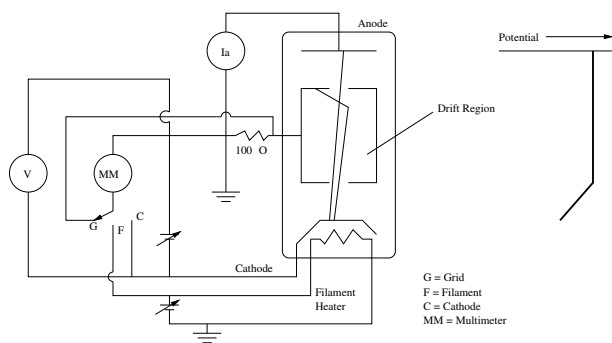 Anode
Ia
Potential
Drift Region
100 O
V
MM
C
G
F
Cathode
Filament
Heater
G = Grid
F = Filament
C = Cathode
MM = Multimeter